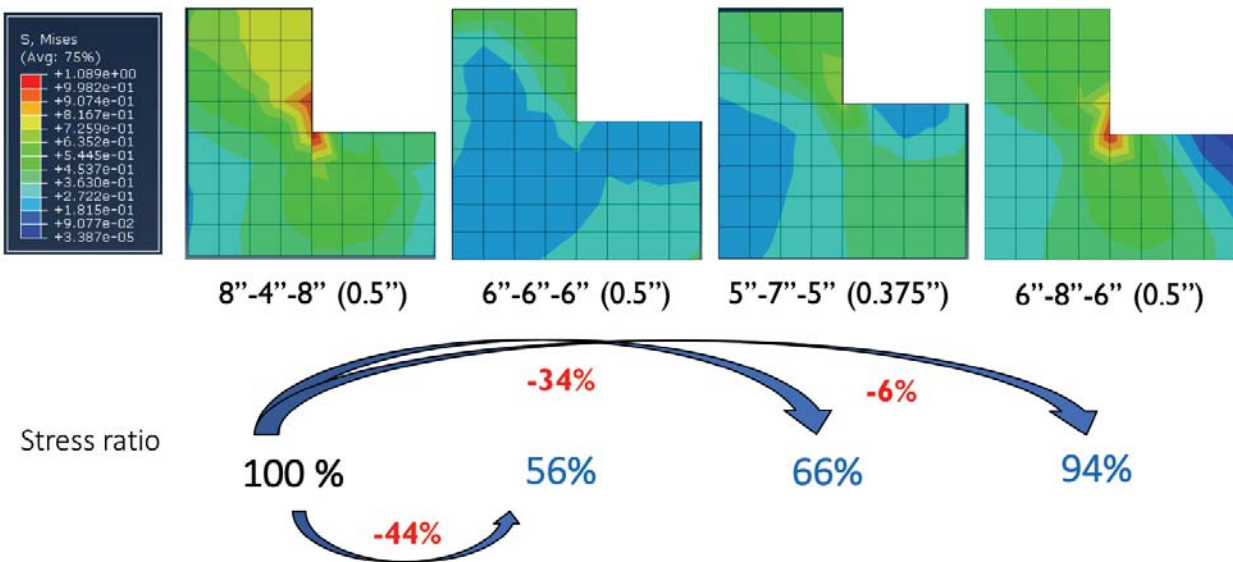 S, Mises
(Avg: 75%)
+1.089e+00
+9.982e-01
+9.074e-01
+8.167e-01
+7.259e-01
+6.352e-01
+5.445e-01
+4.537e-01
+3.630e-01
+2.722e-01
+1.815e-01
+9.077e-02
+3.387e-05
8”-4”-8” (0.5”)
6”-6”-6” (0.5”)
5”-7”-5” (0.375”)
6”-8”-6” (0.5”)
-34%
-6%
Stress ratio
100 %
56%
66%
94%
-44%